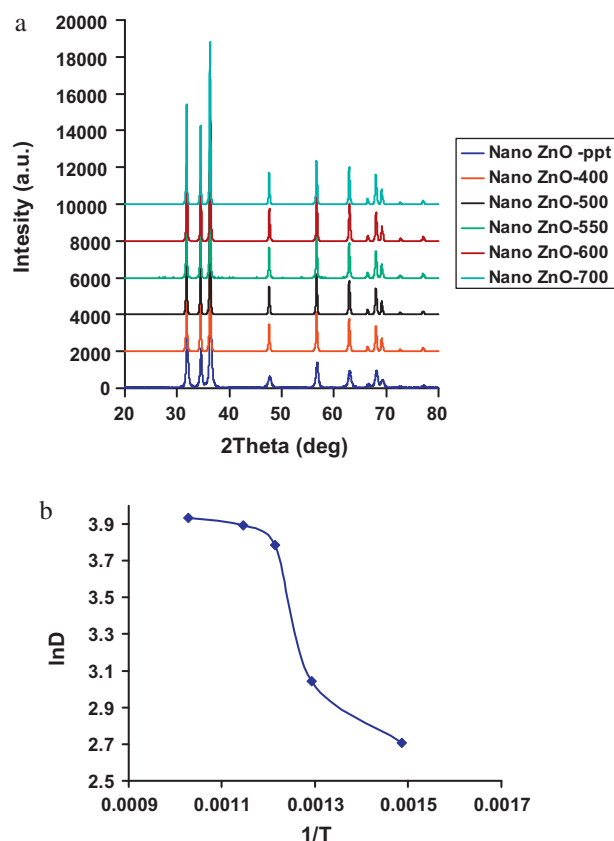 a
20000
18000
16000
14000
12000
10000
8000
6000
4000
2000
0
Intesity (a.u.)
20 30 40 50 60 70 80
2Theta (deg)
Nano ZnO -ppt
Nano ZnO-400
Nano ZnO-500
Nano ZnO-550
Nano ZnO-600
Nano ZnO-700
b
3.9
3.7
3.5
3.3
3.1
2.9
2.7
2.5
lnD
0.0009 0.0011 0.0013 0.0015 0.0017
1/T